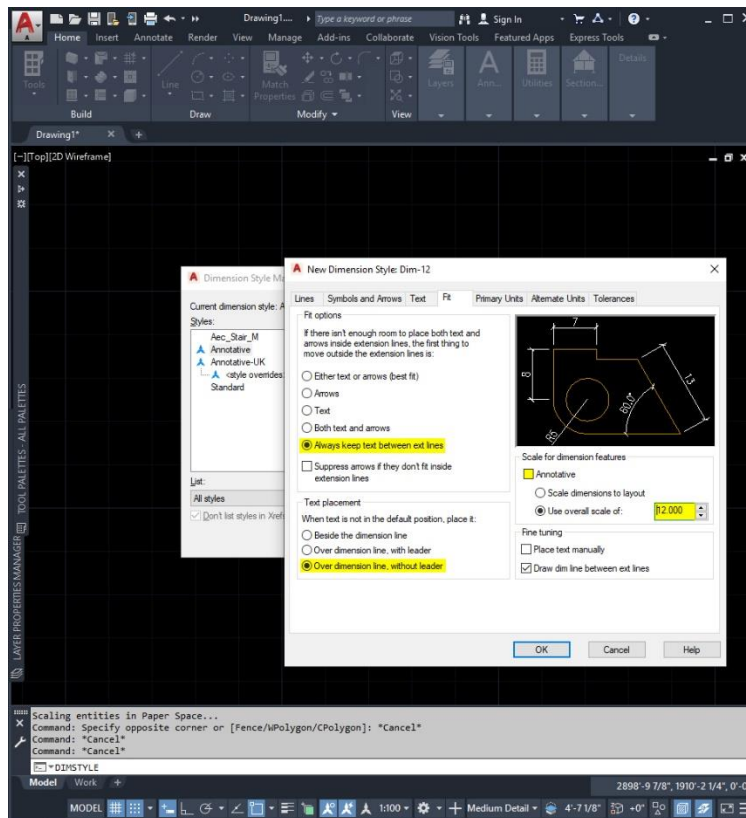 Drawing1.... Type a keyword or phrase Sign In
Home Insert Annotate Render View Manage Add-ins Collaborate Vision Tools Featured Apps Express Tools
Tools Line Match Properties Layers Ann... Utilities Section... Details
Build Draw Modify View
Drawing1*
[−][Top][2D Wireframe]
Dimension Style Ma
Current dimension style: A
Styles:
Aec_Stair_M
Annotative
Annotative-UK
<style overrides
Standard
List:
All styles
Don't list styles in Xrefs
New Dimension Style: Dim-12
Lines Symbols and Arrows Text Fit Primary Units Alternate Units Tolerances
Fit options
If there isn't enough room to place both text and
arrows inside extension lines, the first thing to
move outside the extension lines is:
Either text or arrows (best fit)
Arrows
Text
Both text and arrows
Always keep text between ext lines
Suppress arrows if they don't fit inside
extension lines
Text placement
When text is not in the default position, place it:
Beside the dimension line
Over dimension line, with leader
Over dimension line, without leader
7
8
13
60.0°
R5
Scale for dimension features
Annotative
Scale dimensions to layout
Use overall scale of: 12.000
Fine tuning
Place text manually
Draw dim line between ext lines
OK Cancel Help
TOOL PALETTES - ALL PALETTES
LAYER PROPERTIES MANAGER
Scaling entities in Paper Space...
Command: Specify opposite corner or [Fence/WPolygon/CPolygon]: *Cancel*
Command: *Cancel*
Command: *Cancel*
DIMSTYLE
Model Work +
2898'-9 7/8", 1910'-2 1/4", 0'-0
MODEL 1:100 Medium Detail 4'-7 1/8" +0"